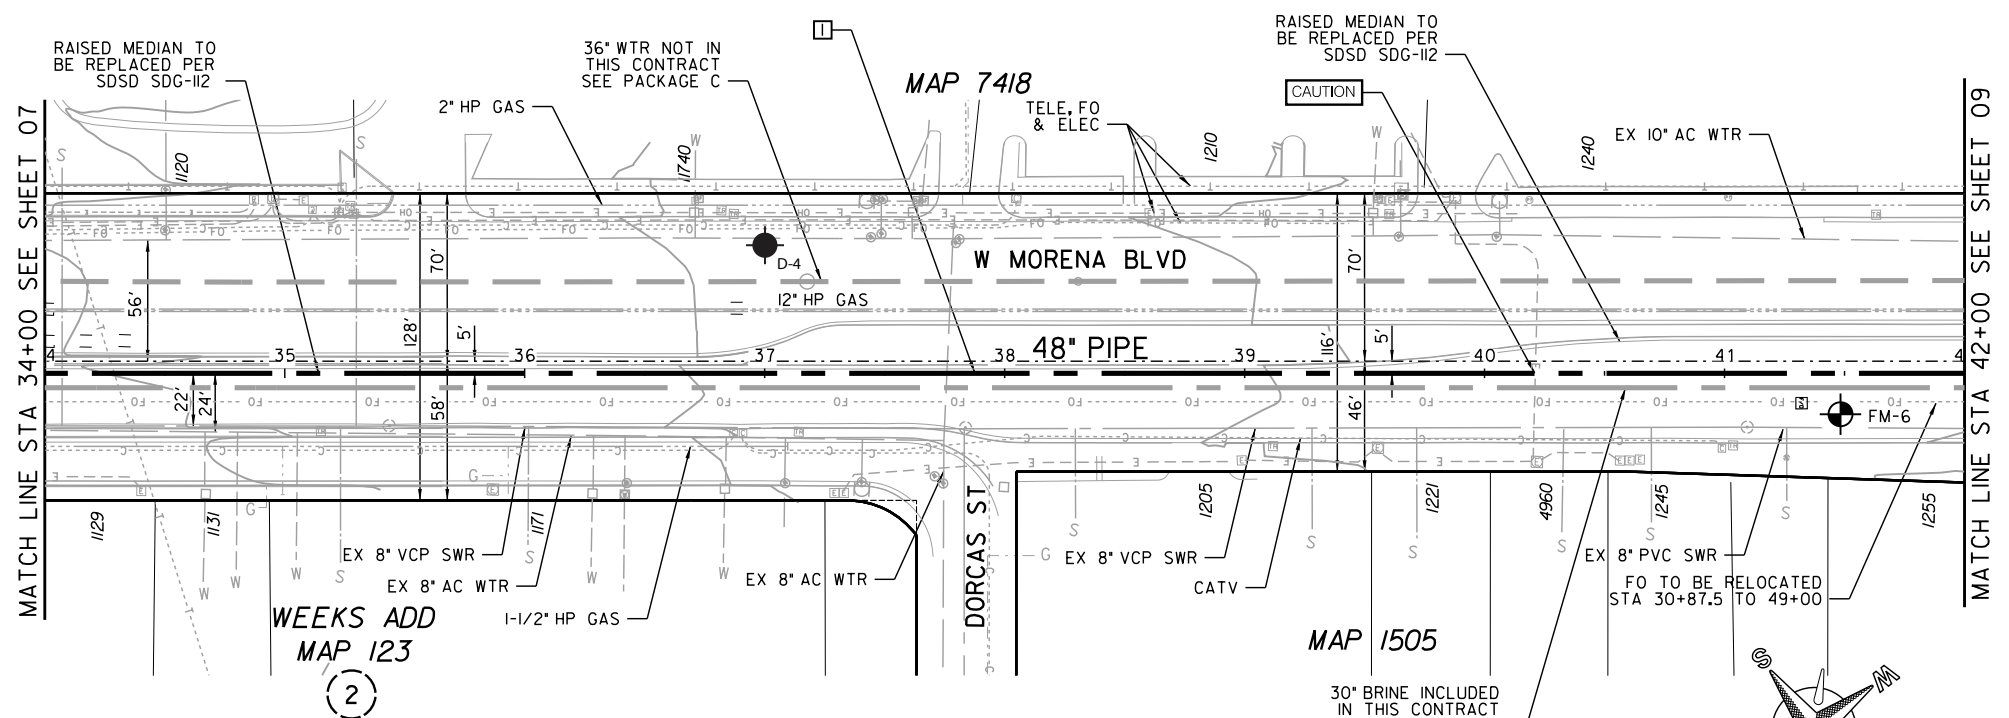 RAISED MEDIAN TO
BE REPLACED PER
SDSD SDG-112
36" WTR NOT IN
THIS CONTRACT
SEE PACKAGE C
1
MAP 7418
RAISED MEDIAN TO
BE REPLACED PER
SDSD SDG-112
CAUTION
2" HP GAS
TELE, FO
& ELEC
EX 10" AC WTR
1120
11740
1210
1240
MATCH LINE STA 34+00 SEE SHEET 07
MATCH LINE STA 42+00 SEE SHEET 09
D-4
W MORENA BLVD
12" HP GAS
56'
70'
128'
5'
58'
22'
24'
70'
116'
5'
46'
48" PIPE
35
36
37
38
39
40
41
FM-6
1129
1131
1171
1205
1221
4960
1245
1255
EX 8" VCP SWR
EX 8" AC WTR
1-1/2" HP GAS
EX 8" AC WTR
DORCAS ST
EX 8" VCP SWR
CATV
EX 8" PVC SWR
FO TO BE RELOCATED
STA 30+87.5 TO 49+00
WEEKS ADD
MAP 123
2
MAP 1505
30" BRINE INCLUDED
IN THIS CONTRACT
S
W